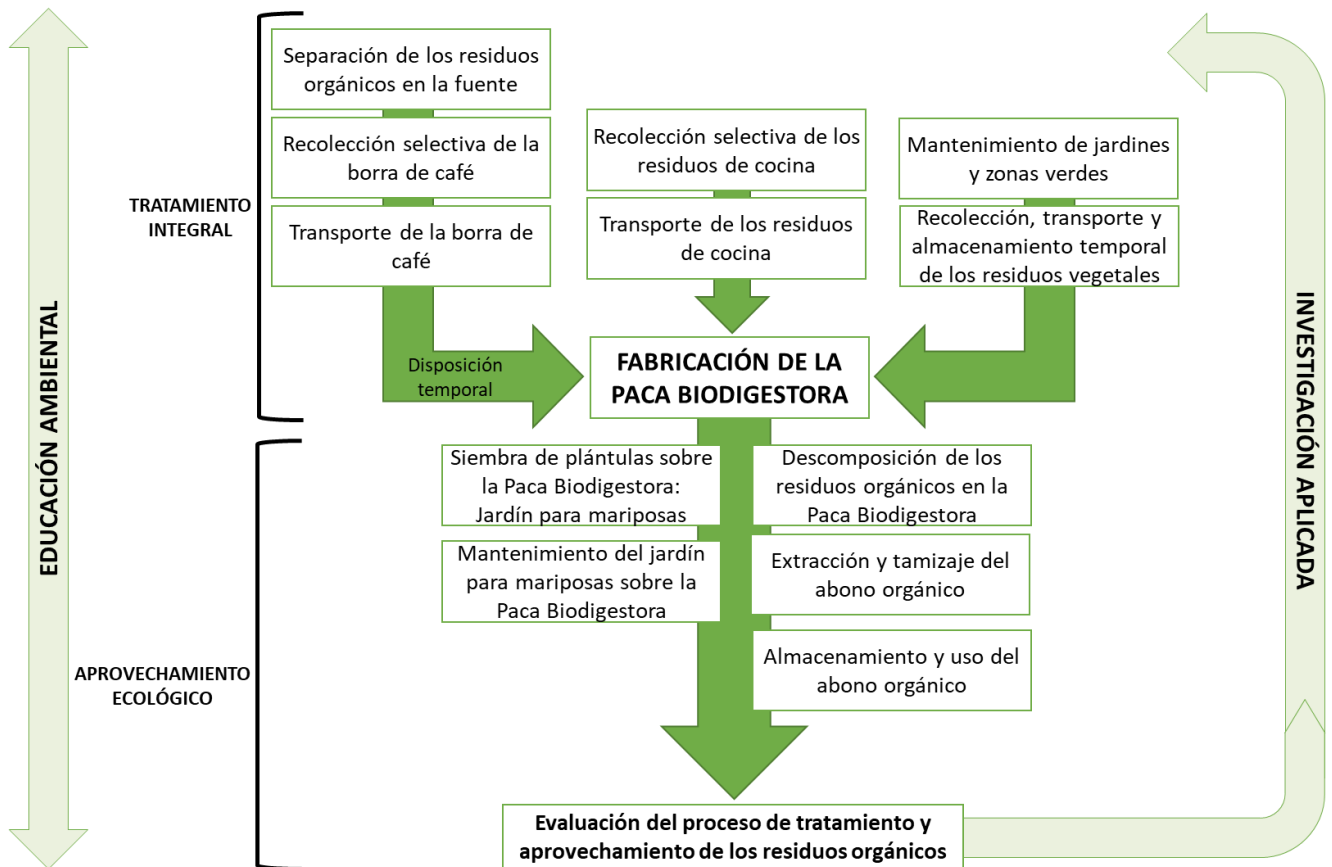 Separación de los residuos
orgánicos en la fuente
Recolección selectiva de la
borra de café
Transporte de la borra de
café
Recolección selectiva de los
residuos de cocina
Transporte de los residuos
de cocina
Mantenimiento de jardines
y zonas verdes
Recolección, transporte y
almacenamiento temporal
de los residuos vegetales
TRATAMIENTO
INTEGRAL
EDUCACIÓN AMBIENTAL
INVESTIGACIÓN APLICADA
Disposición
temporal
FABRICACIÓN DE LA
PACA BIODIGESTORA
Siembra de plántulas sobre
la Paca Biodigestora:
Jardín para mariposas
Mantenimiento del jardín
para mariposas sobre la
Paca Biodigestora
Descomposición de los
residuos orgánicos en la
Paca Biodigestora
Extracción y tamizaje del
abono orgánico
Almacenamiento y uso del
abono orgánico
APROVECHAMIENTO
ECOLÓGICO
Evaluación del proceso de tratamiento y
aprovechamiento de los residuos orgánicos